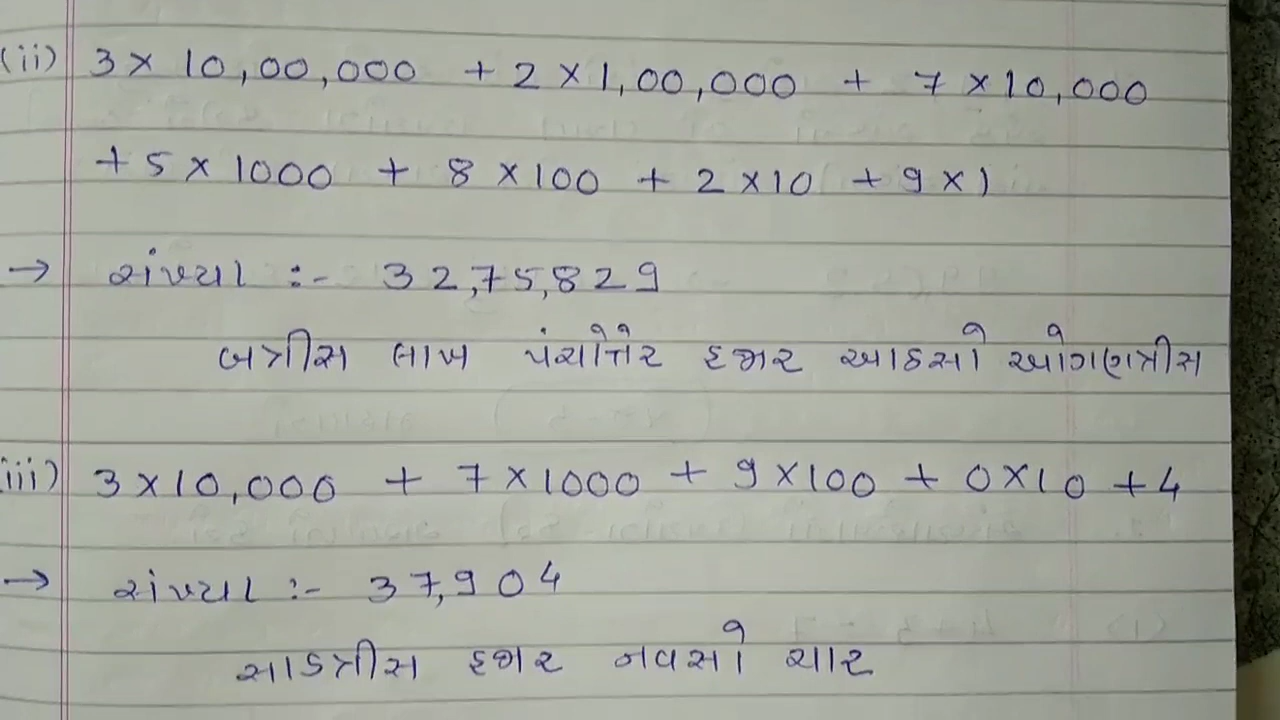 (ii) 3 × 10,00,000 + 2 × 1,00,000 + 7 × 10,000
+ 5 × 1000 + 8 × 100 + 2 × 10 + 9 × 1
→ સંખ્યા :- 32,75,829
બત્રીસ લાખ પંચોતેર હજાર આઠસો ઓગણત્રીસ
(iii) 3 × 10,000 + 7 × 1000 + 9 × 100 + 0 × 10 + 4
→ સંખ્યા :- 37,904
સાડત્રીસ હજાર નવસો ચાર